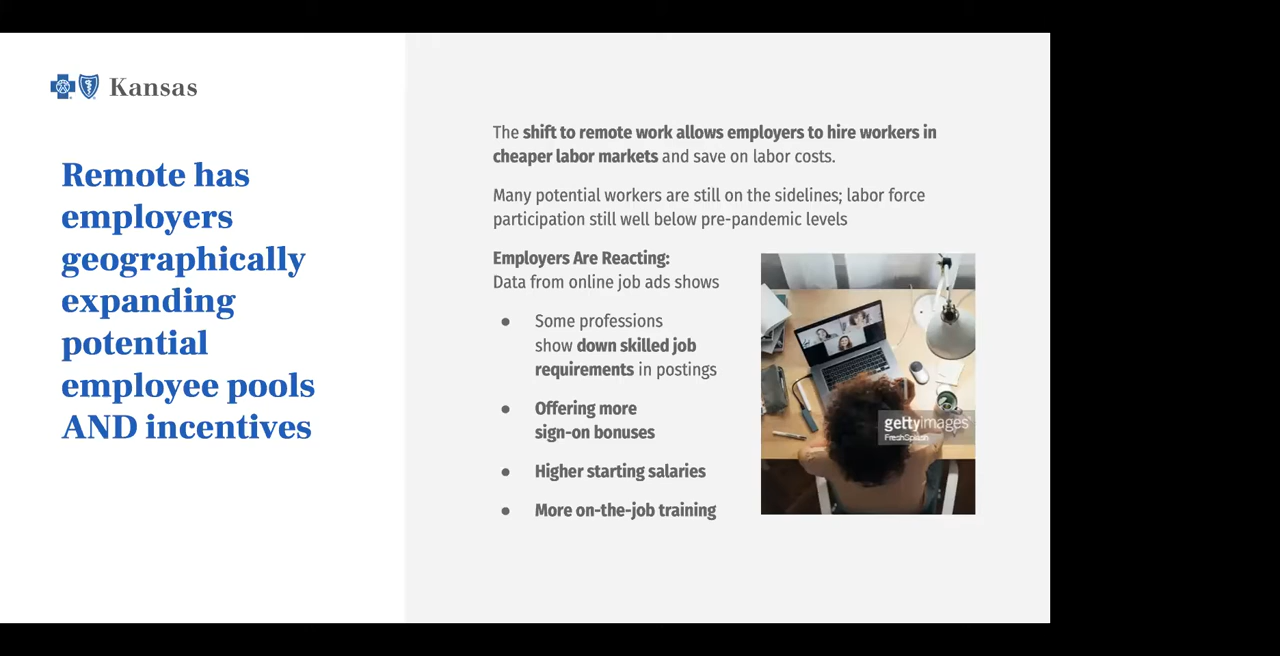 Kansas
Remote has
employers
geographically
expanding
potential
employee pools
AND incentives
The shift to remote work allows employers to hire workers in
cheaper labor markets and save on labor costs.
Many potential workers are still on the sidelines; labor force
participation still well below pre-pandemic levels
Employers Are Reacting:
Data from online job ads shows
● Some professions
show down skilled job
requirements in postings
● Offering more
sign-on bonuses
● Higher starting salaries
● More on-the-job training
gettyimages
FreshSplash